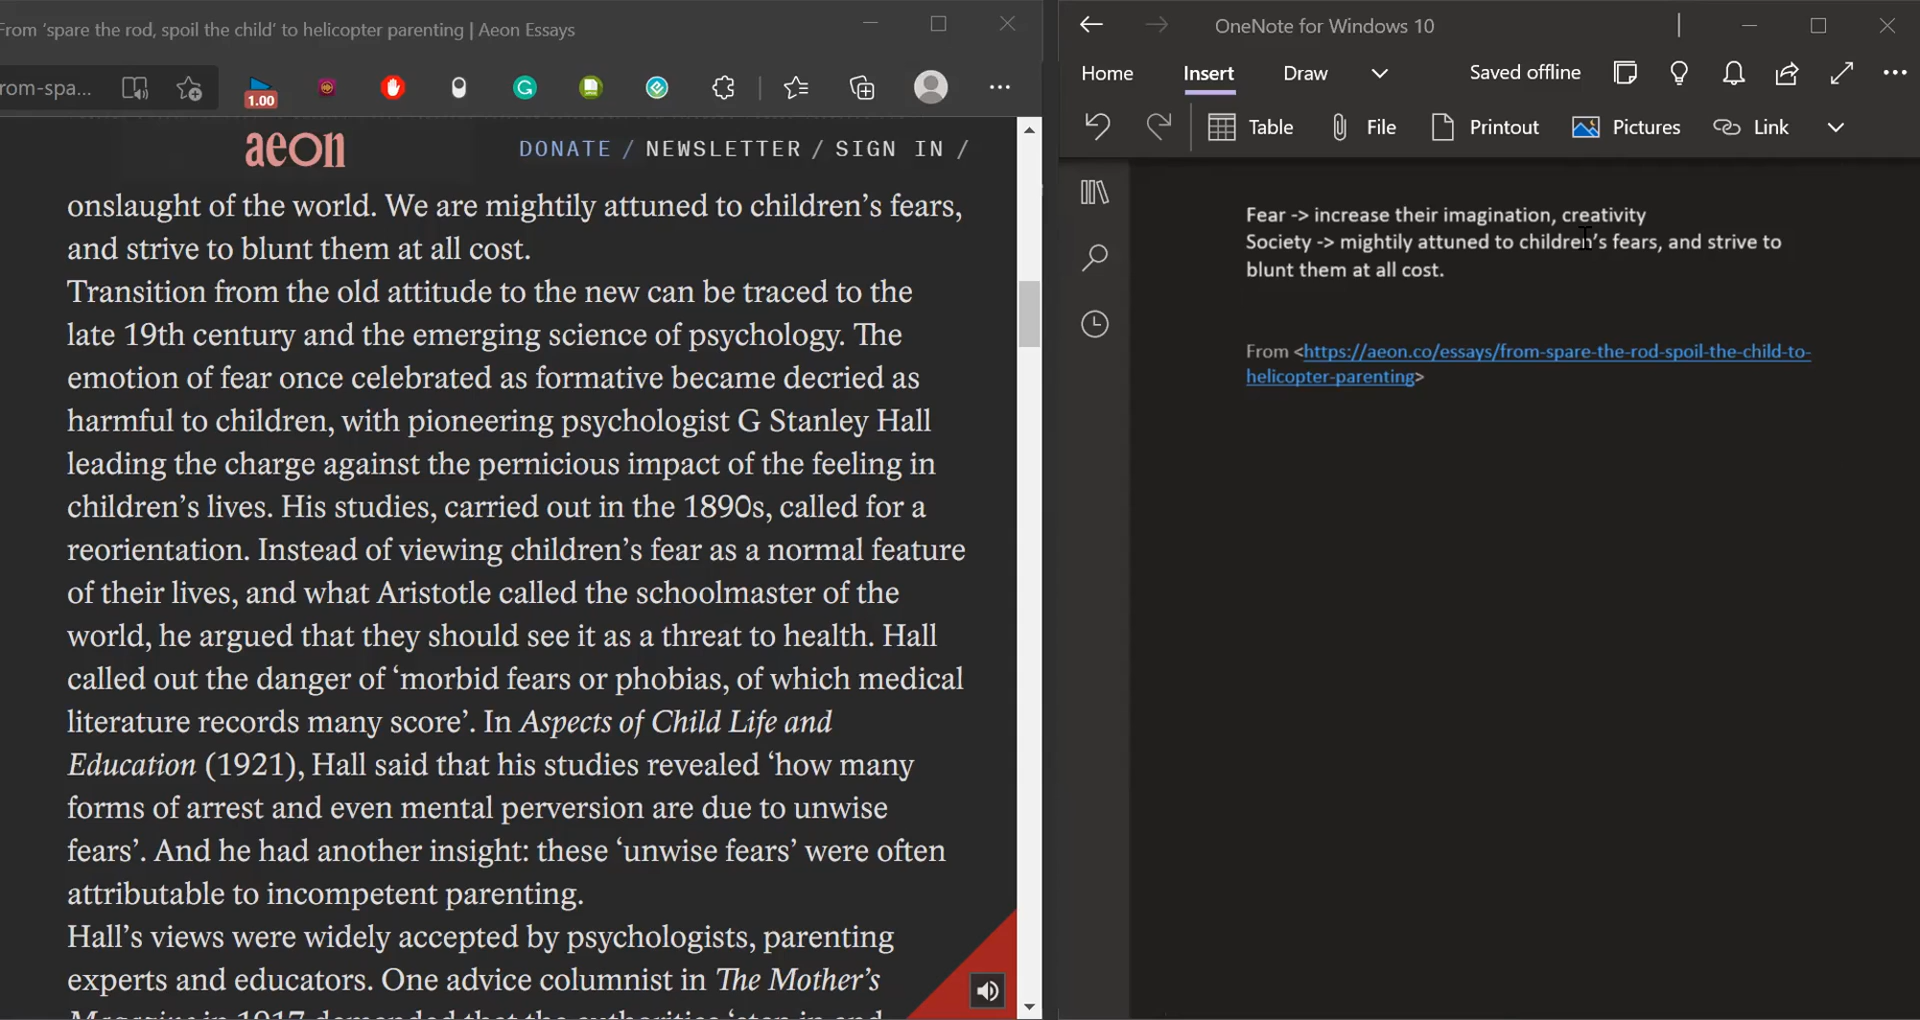 From ‘spare the rod, spoil the child’ to helicopter parenting | Aeon Essays
rom-spa...
1.00
aeon
DONATE / NEWSLETTER / SIGN IN /
onslaught of the world. We are mightily attuned to children’s fears,
and strive to blunt them at all cost.
Transition from the old attitude to the new can be traced to the
late 19th century and the emerging science of psychology. The
emotion of fear once celebrated as formative became decried as
harmful to children, with pioneering psychologist G Stanley Hall
leading the charge against the pernicious impact of the feeling in
children’s lives. His studies, carried out in the 1890s, called for a
reorientation. Instead of viewing children’s fear as a normal feature
of their lives, and what Aristotle called the schoolmaster of the
world, he argued that they should see it as a threat to health. Hall
called out the danger of ‘morbid fears or phobias, of which medical
literature records many score’. In Aspects of Child Life and
Education (1921), Hall said that his studies revealed ‘how many
forms of arrest and even mental perversion are due to unwise
fears’. And he had another insight: these ‘unwise fears’ were often
attributable to incompetent parenting.
Hall’s views were widely accepted by psychologists, parenting
experts and educators. One advice columnist in The Mother’s
Magazine in 1917 demanded that the authorities ‘step in and
OneNote for Windows 10
Home Insert Draw Saved offline
Table File Printout Pictures Link
Fear -> increase their imagination, creativity
Society -> mightily attuned to children’s fears, and strive to
blunt them at all cost.
From <https://aeon.co/essays/from-spare-the-rod-spoil-the-child-to-
helicopter-parenting>